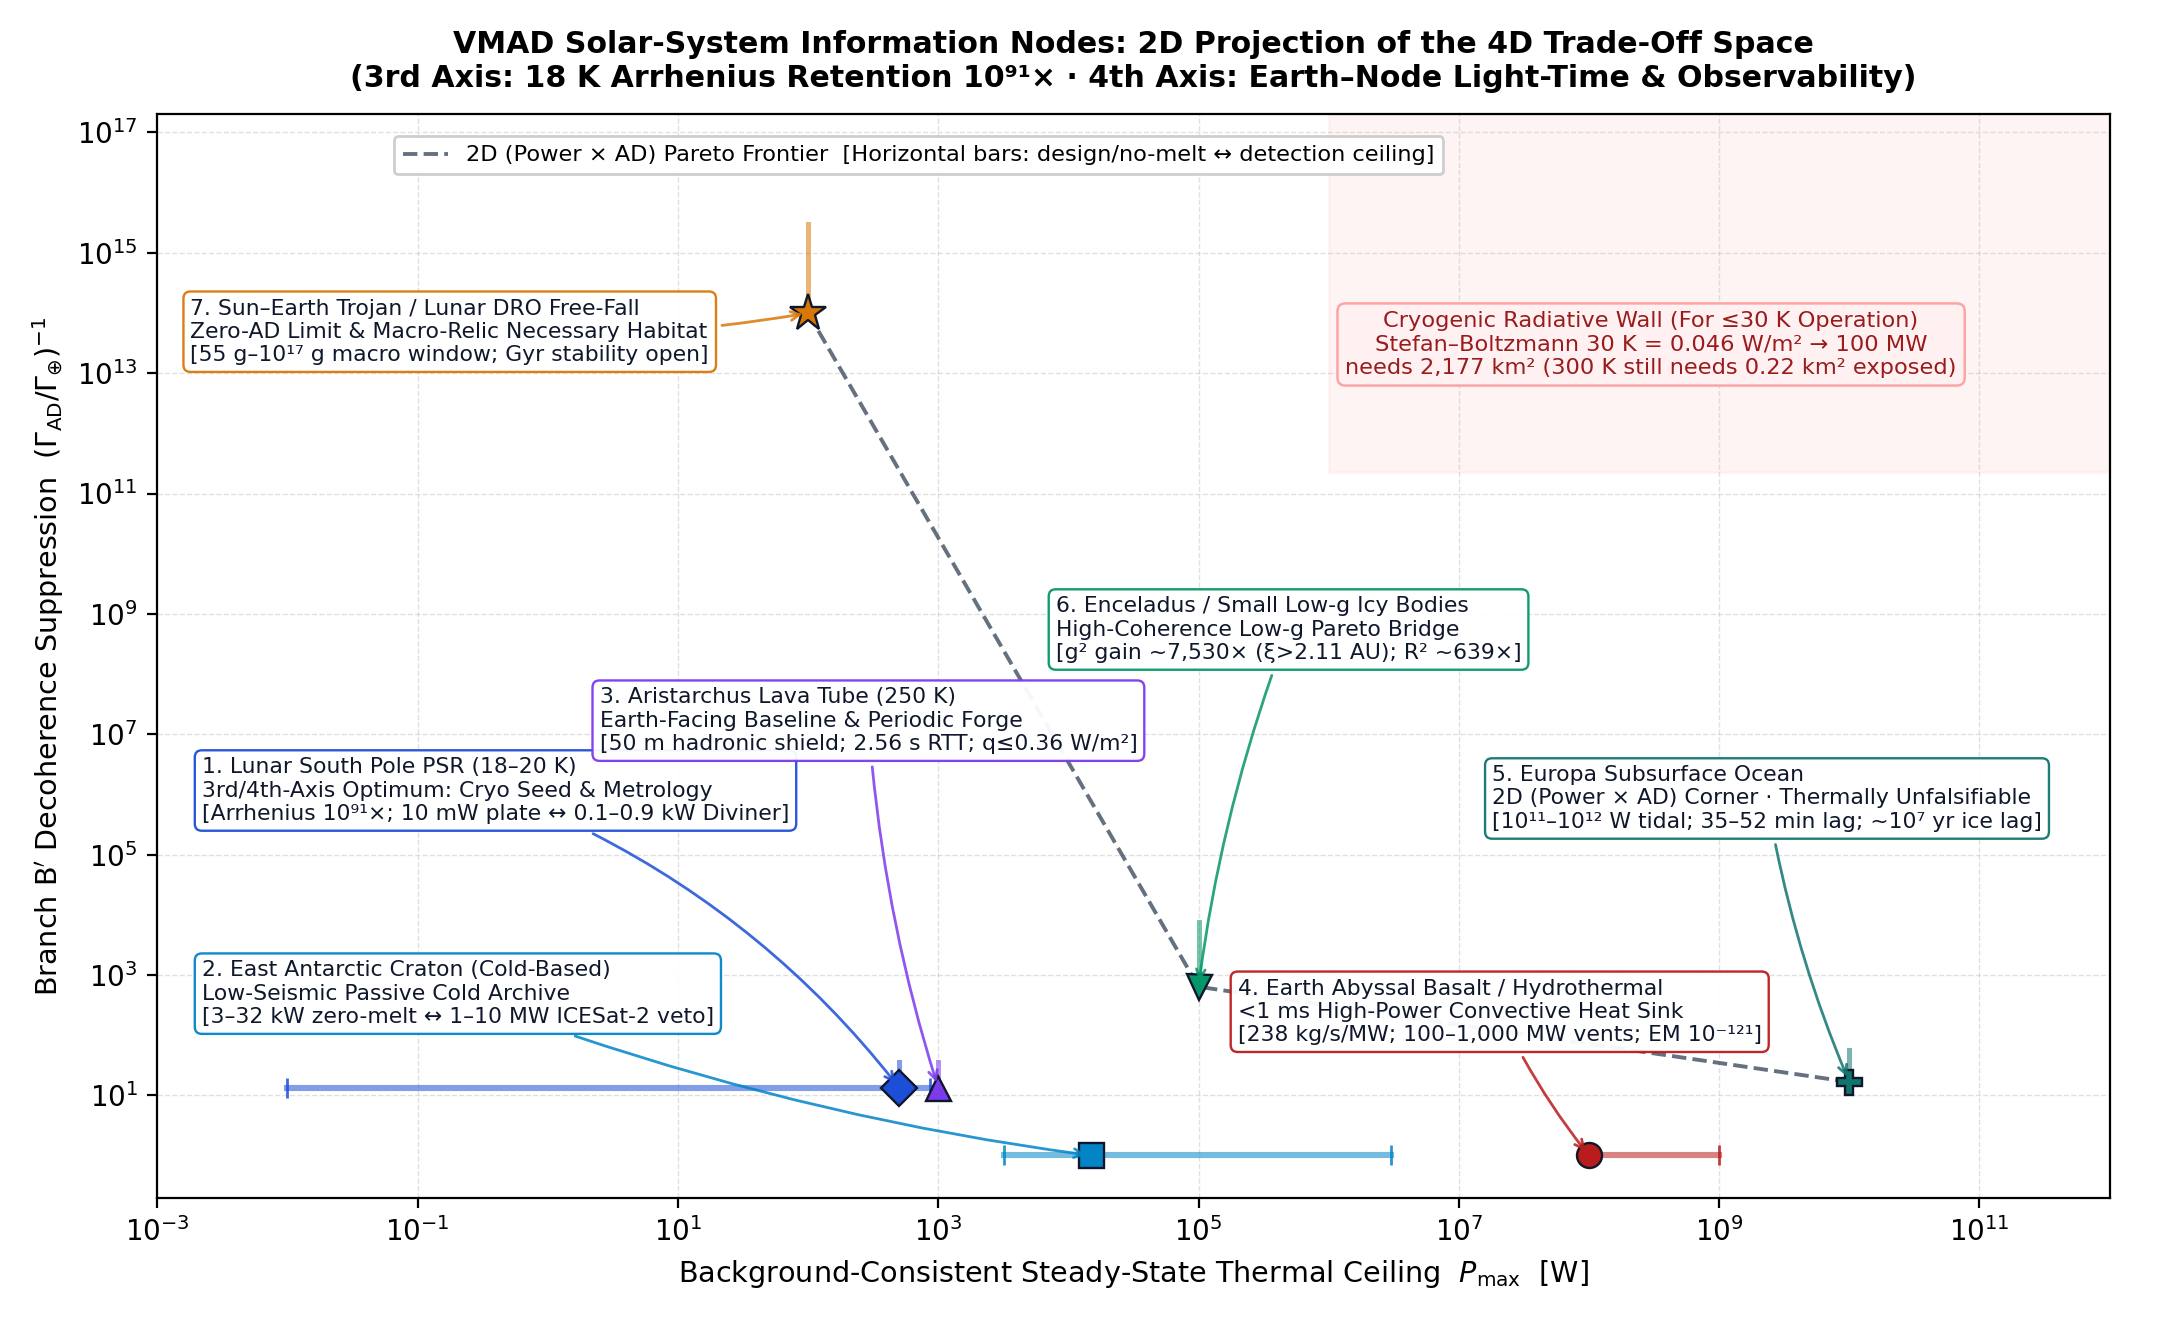 VMAD Solar-System Information Nodes: 2D Projection of the 4D Trade-Off Space
(3rd Axis: 18 K Arrhenius Retention 10⁹¹× · 4th Axis: Earth–Node Light-Time & Observability)
2D (Power × AD) Pareto Frontier [Horizontal bars: design/no-melt ↔ detection ceiling]
Branch B′ Decoherence Suppression (Γ_AD/Γ_⊕)⁻¹
10¹⁷
10¹⁵
10¹³
10¹¹
10⁹
10⁷
10⁵
10³
10¹
7. Sun–Earth Trojan / Lunar DRO Free-Fall
Zero-AD Limit & Macro-Relic Necessary Habitat
[55 g–10¹⁷ g macro window; Gyr stability open]
Cryogenic Radiative Wall (For ≤30 K Operation)
Stefan–Boltzmann 30 K = 0.046 W/m² → 100 MW
needs 2,177 km² (300 K still needs 0.22 km² exposed)
6. Enceladus / Small Low-g Icy Bodies
High-Coherence Low-g Pareto Bridge
[g² gain ~7,530× (ξ>2.11 AU); R² ~639×]
3. Aristarchus Lava Tube (250 K)
Earth-Facing Baseline & Periodic Forge
[50 m hadronic shield; 2.56 s RTT; q≤0.36 W/m²]
1. Lunar South Pole PSR (18–20 K)
3rd/4th-Axis Optimum: Cryo Seed & Metrology
[Arrhenius 10⁹¹×; 10 mW plate ↔ 0.1–0.9 kW Diviner]
5. Europa Subsurface Ocean
2D (Power × AD) Corner · Thermally Unfalsifiable
[10¹¹–10¹² W tidal; 35–52 min lag; ~10⁷ yr ice lag]
2. East Antarctic Craton (Cold-Based)
Low-Seismic Passive Cold Archive
[3–32 kW zero-melt ↔ 1–10 MW ICESat-2 veto]
4. Earth Abyssal Basalt / Hydrothermal
<1 ms High-Power Convective Heat Sink
[238 kg/s/MW; 100–1,000 MW vents; EM 10⁻¹²¹]
10⁻³ 10⁻¹ 10¹ 10³ 10⁵ 10⁷ 10⁹ 10¹¹
Background-Consistent Steady-State Thermal Ceiling P_max [W]